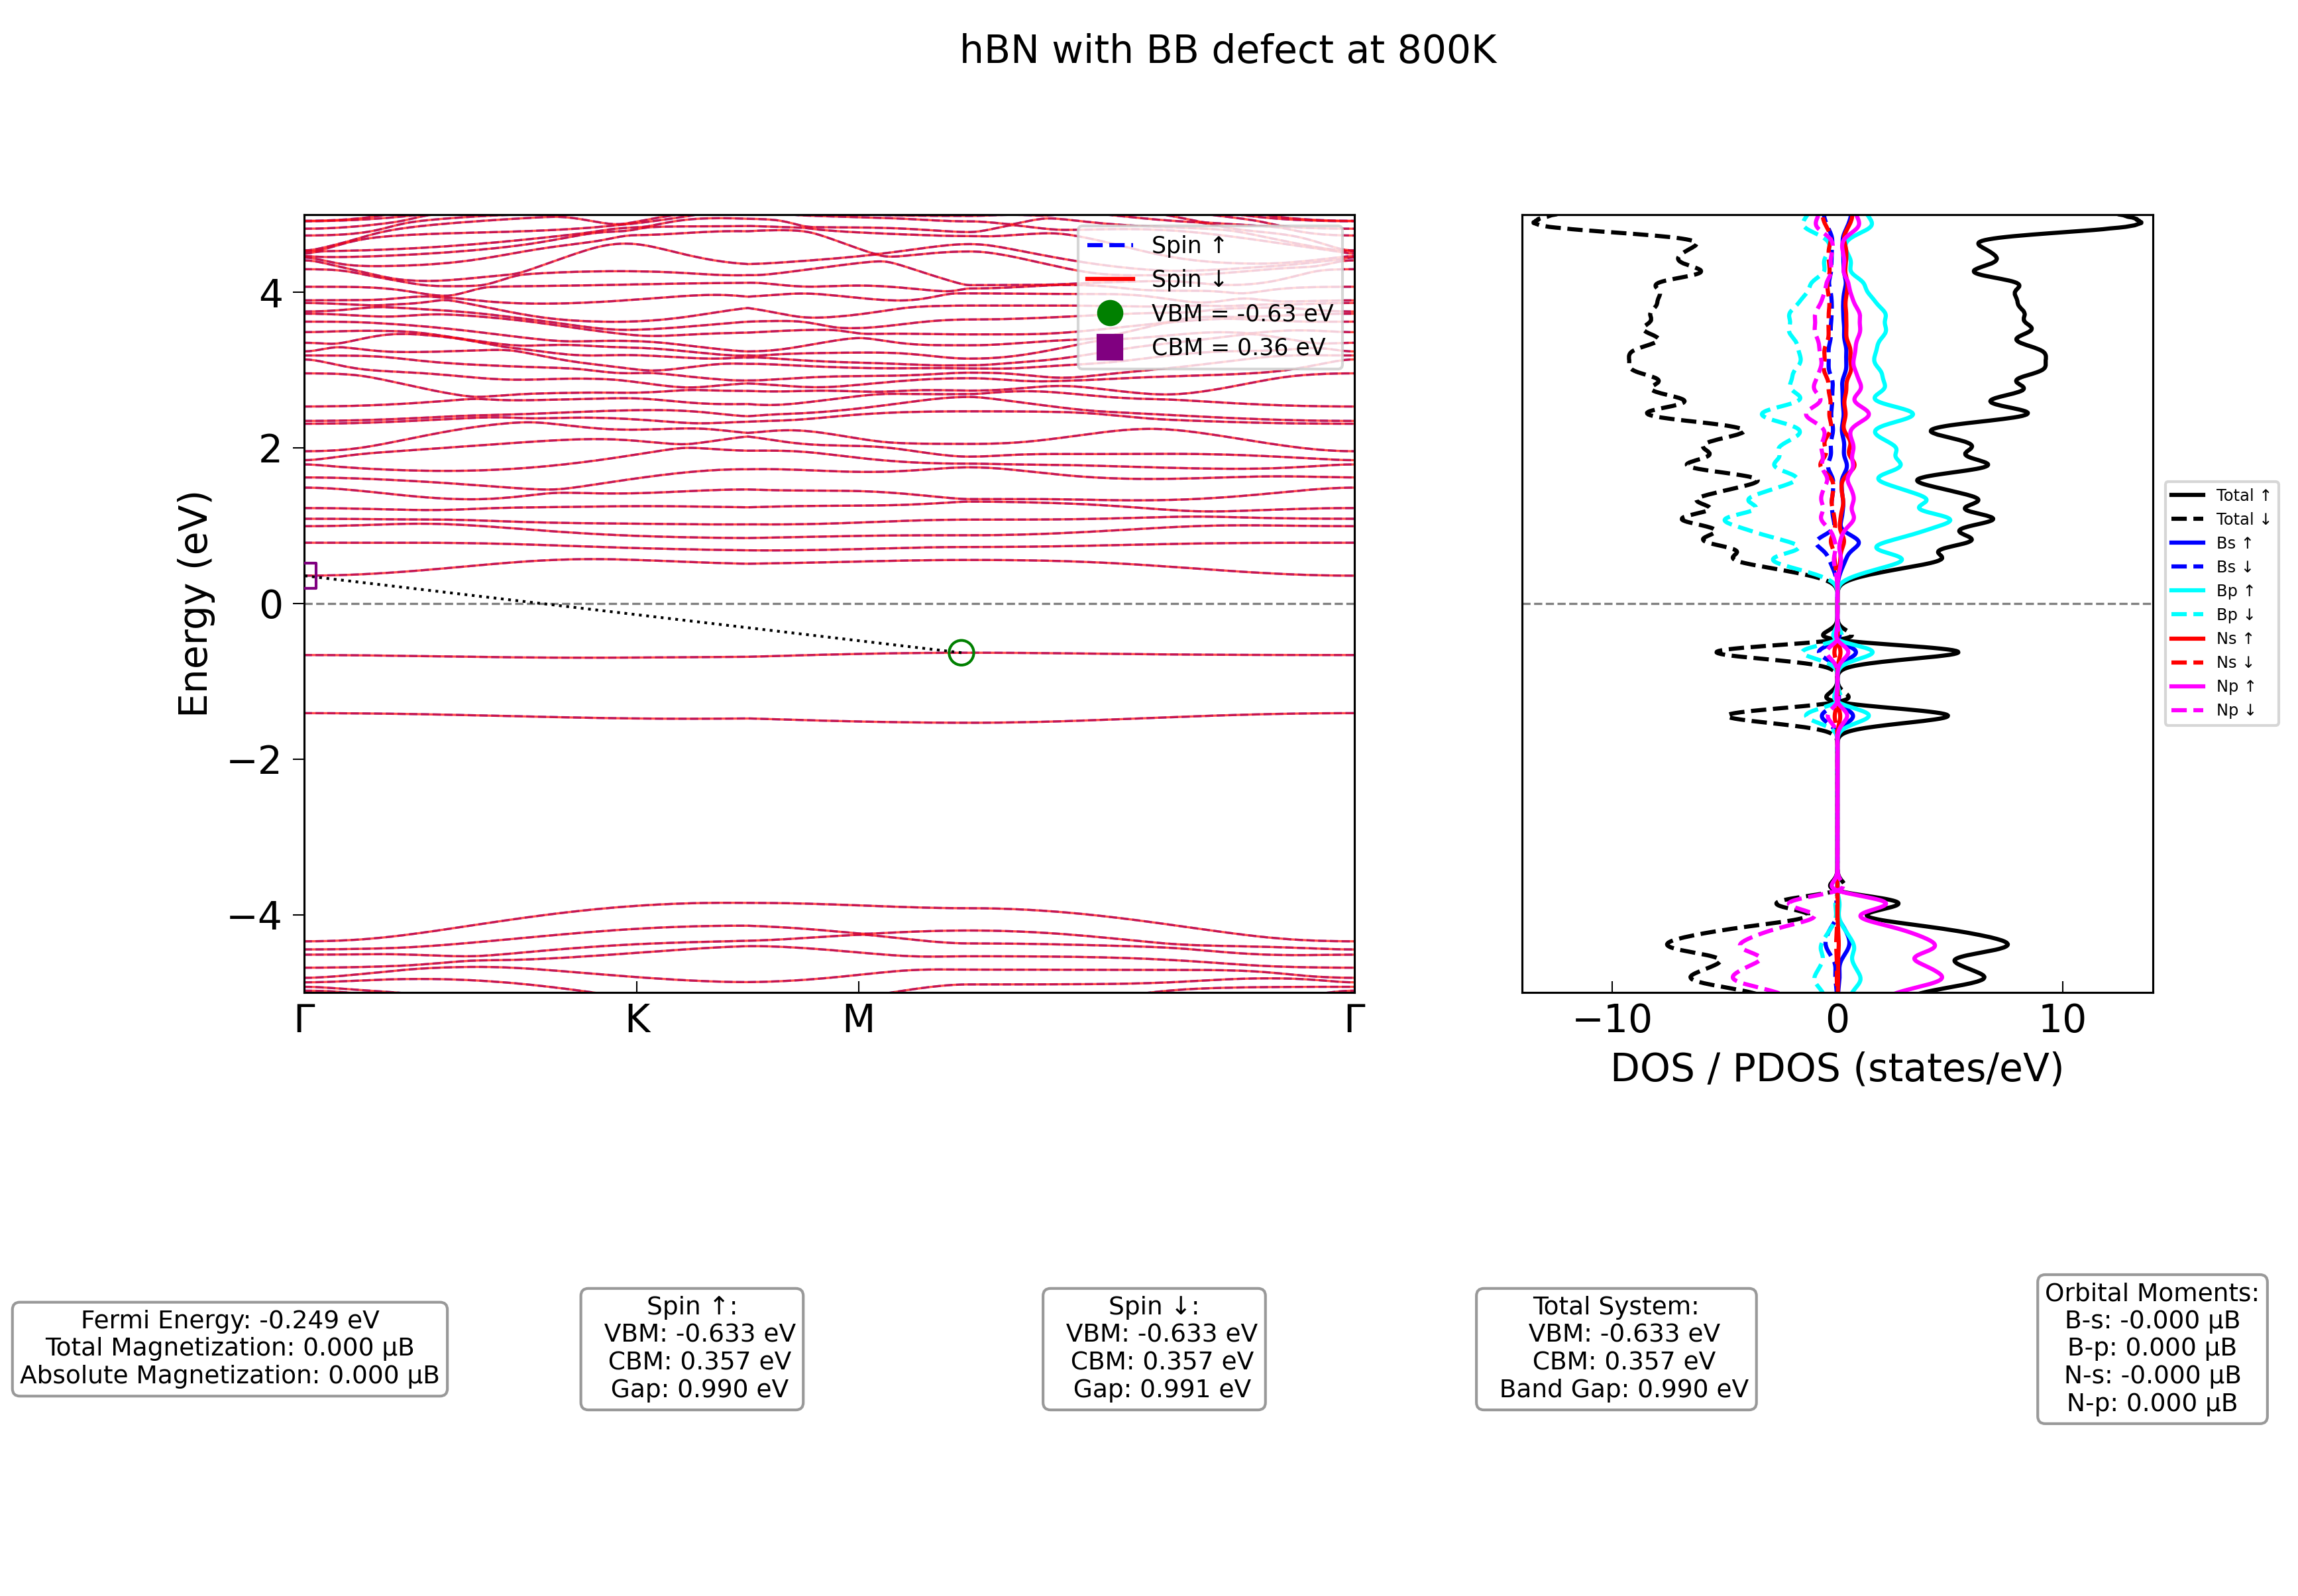 hBN with BB defect at 800K
Energy (eV)
4
2
0
−2
−4
Γ
K
M
Γ
Spin ↑
Spin ↓
VBM = -0.63 eV
CBM = 0.36 eV
−10
0
10
DOS / PDOS (states/eV)
Total ↑
Total ↓
Bs ↑
Bs ↓
Bp ↑
Bp ↓
Ns ↑
Ns ↓
Np ↑
Np ↓
Fermi Energy: -0.249 eV
Total Magnetization: 0.000 μB
Absolute Magnetization: 0.000 μB
Spin ↑:
VBM: -0.633 eV
CBM: 0.357 eV
Gap: 0.990 eV
Spin ↓:
VBM: -0.633 eV
CBM: 0.357 eV
Gap: 0.991 eV
Total System:
VBM: -0.633 eV
CBM: 0.357 eV
Band Gap: 0.990 eV
Orbital Moments:
B-s: -0.000 μB
B-p: 0.000 μB
N-s: -0.000 μB
N-p: 0.000 μB